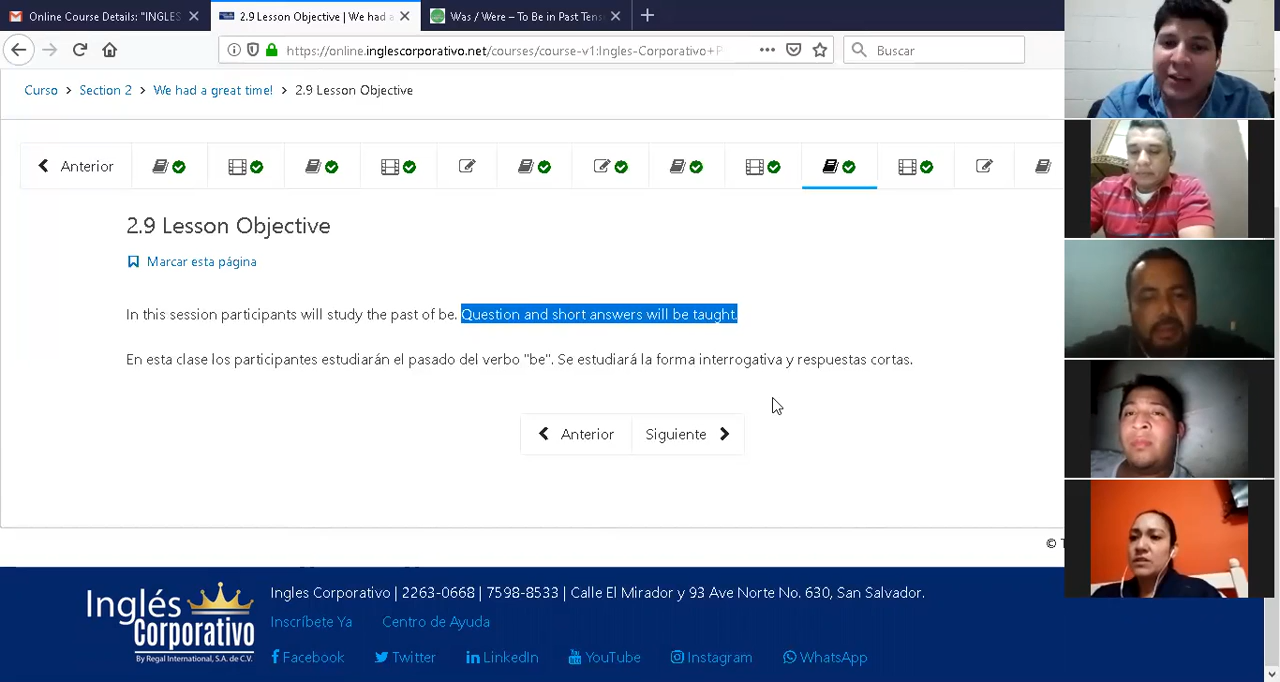 Online Course Details: "INGLES
2.9 Lesson Objective | We had a
Was / Were – To Be in Past Tens
https://online.inglescorporativo.net/courses/course-v1:Ingles-Corporativo+P
Buscar
Curso > Section 2 > We had a great time! > 2.9 Lesson Objective
Anterior
2.9 Lesson Objective
Marcar esta página
In this session participants will study the past of be. Question and short answers will be taught.
En esta clase los participantes estudiarán el pasado del verbo "be". Se estudiará la forma interrogativa y respuestas cortas.
Anterior Siguiente
©
Inglés Corporativo
By Regal International, S.A. de C.V.
Ingles Corporativo | 2263-0668 | 7598-8533 | Calle El Mirador y 93 Ave Norte No. 630, San Salvador.
Inscríbete Ya Centro de Ayuda
Facebook Twitter LinkedIn YouTube Instagram WhatsApp